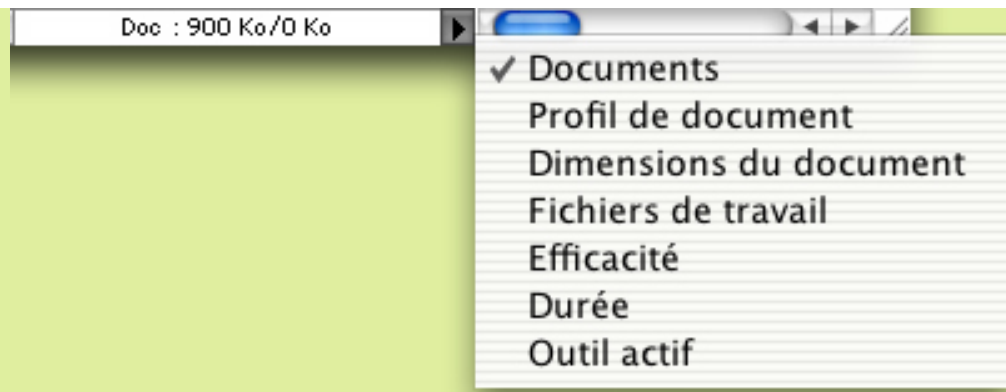 Doc : 900 Ko/0 Ko
Documents
Profil de document
Dimensions du document
Fichiers de travail
Efficacité
Durée
Outil actif